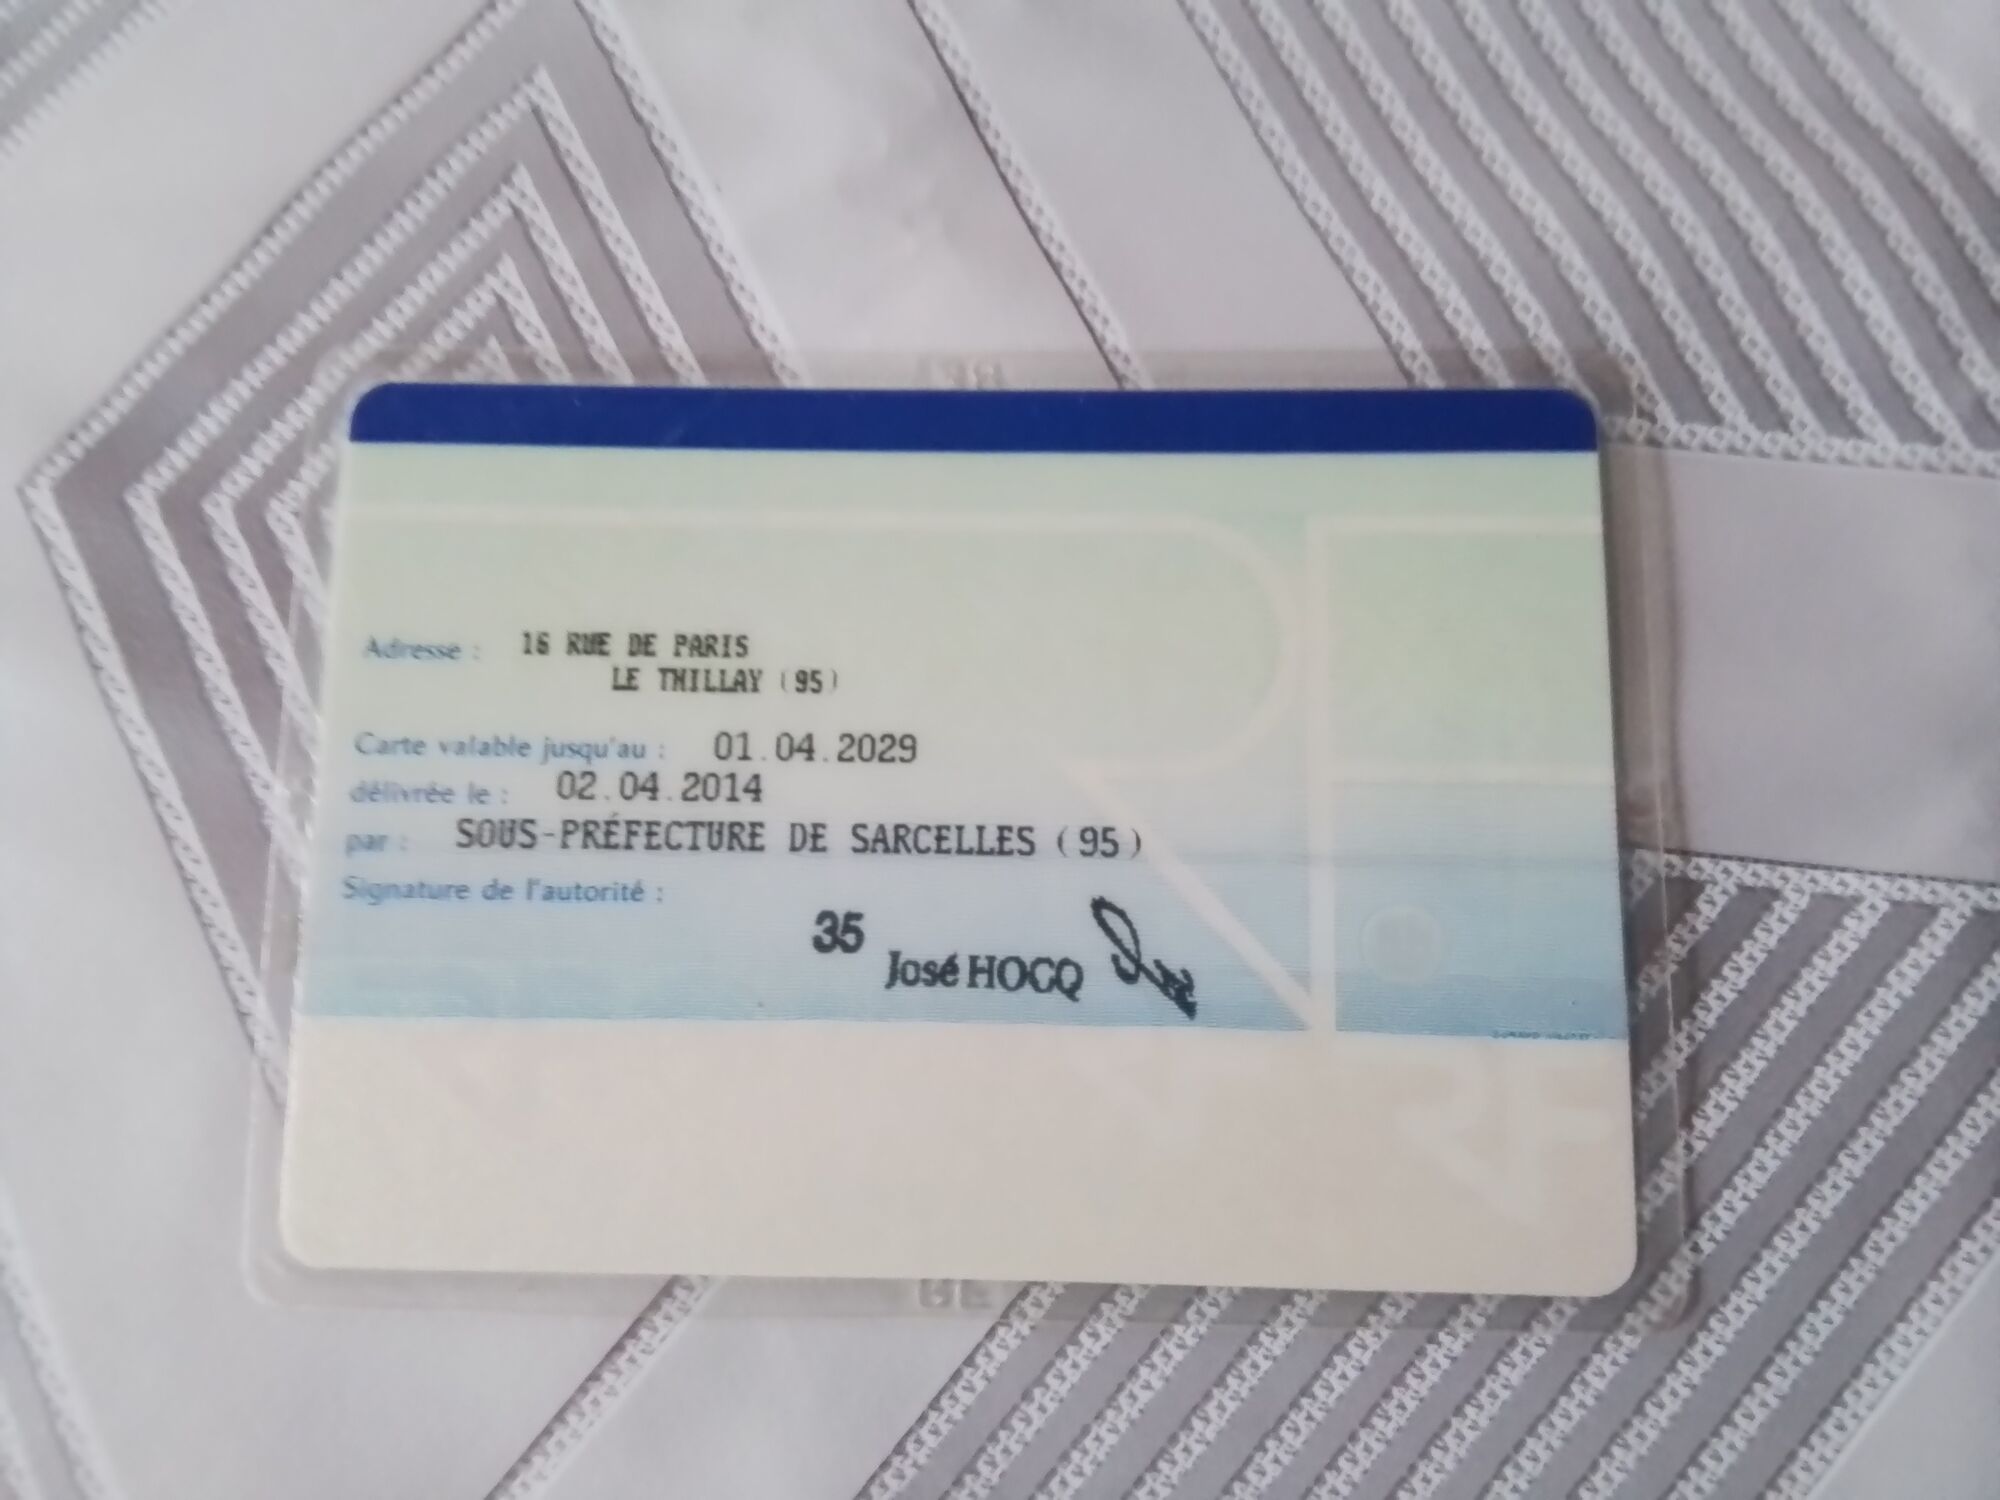 Adresse : 16 RUE DE PARIS
LE THILLAY (95)
Carte valable jusqu'au : 01.04.2029
délivrée le : 02.04.2014
par : SOUS-PRÉFECTURE DE SARCELLES (95)
Signature de l'autorité :
35
José HOCQ
RF